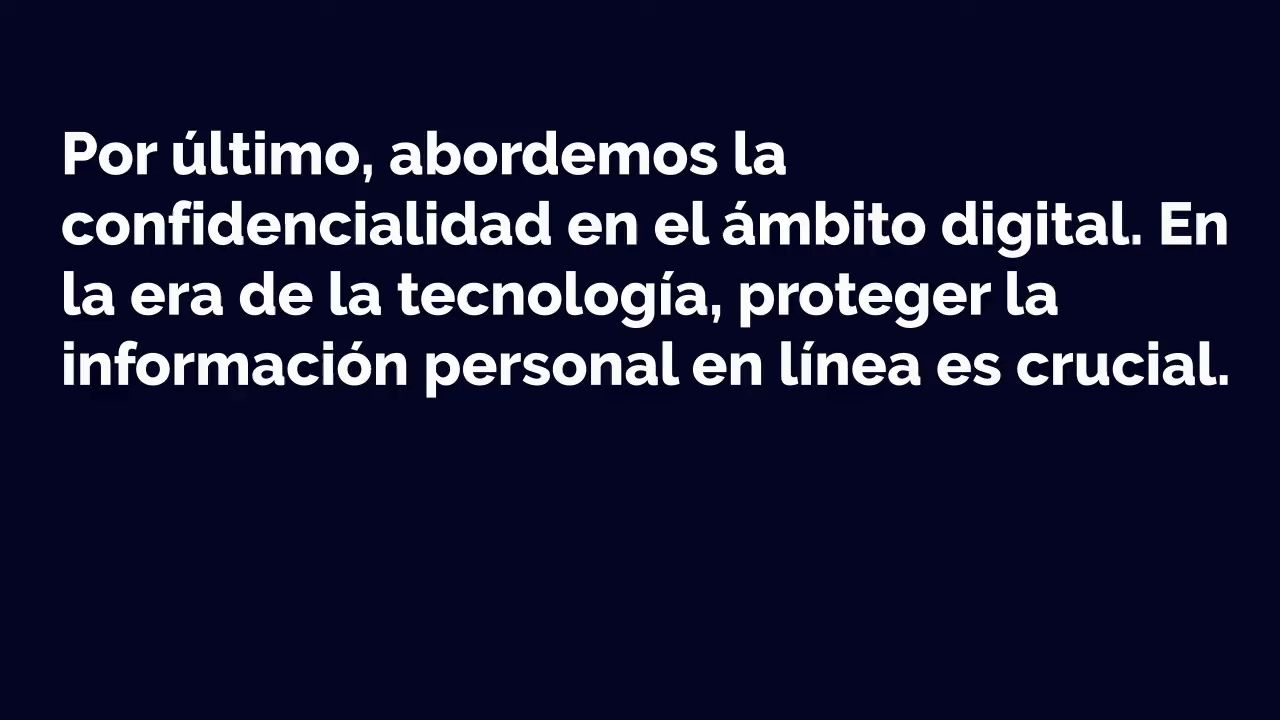 Por último, abordemos la
confidencialidad en el ámbito digital. En
la era de la tecnología, proteger la
información personal en línea es crucial.